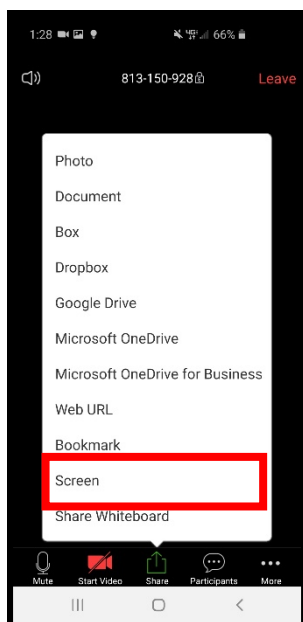 1:28 66%
813-150-928 Leave
Photo
Document
Box
Dropbox
Google Drive
Microsoft OneDrive
Microsoft OneDrive for Business
Web URL
Bookmark
Screen
Share Whiteboard
Mute Start Video Share Participants More